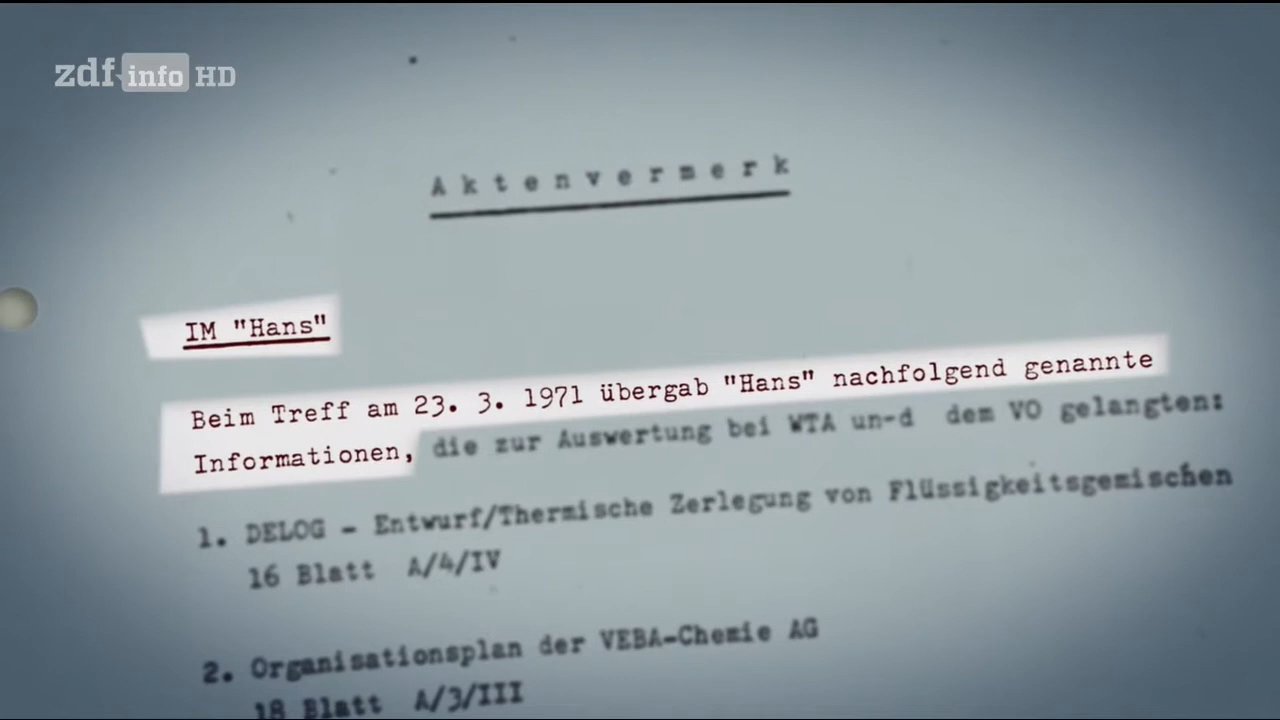 zdf info HD
Aktenvermerk
IM "Hans"
Beim Treff am 23. 3. 1971 übergab "Hans" nachfolgend genannte
Informationen, die zur Auswertung bei WTA un-d dem VO gelangten:
1. DELOG - Entwurf/Thermische Zerlegung von Flüssigkeitsgemischen
16 Blatt A/4/IV
2. Organisationsplan der VEBA-Chemie AG
18 Blatt A/3/III